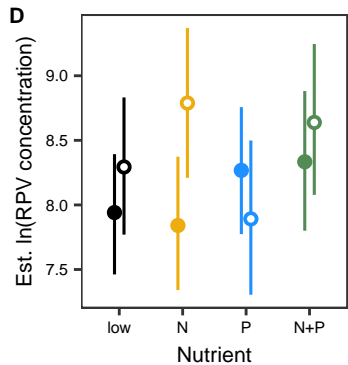 D
Est. ln(RPV concentration)
9.0
8.5
8.0
7.5
low N P N+P
Nutrient